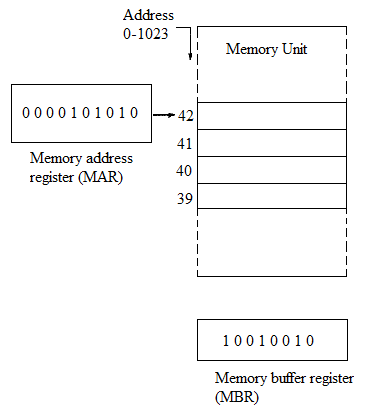 Address
0-1023
Memory Unit
0 0 0 0 1 0 1 0 1 0
42
Memory address
register (MAR)
41
40
39
1 0 0 1 0 0 1 0
Memory buffer register
(MBR)